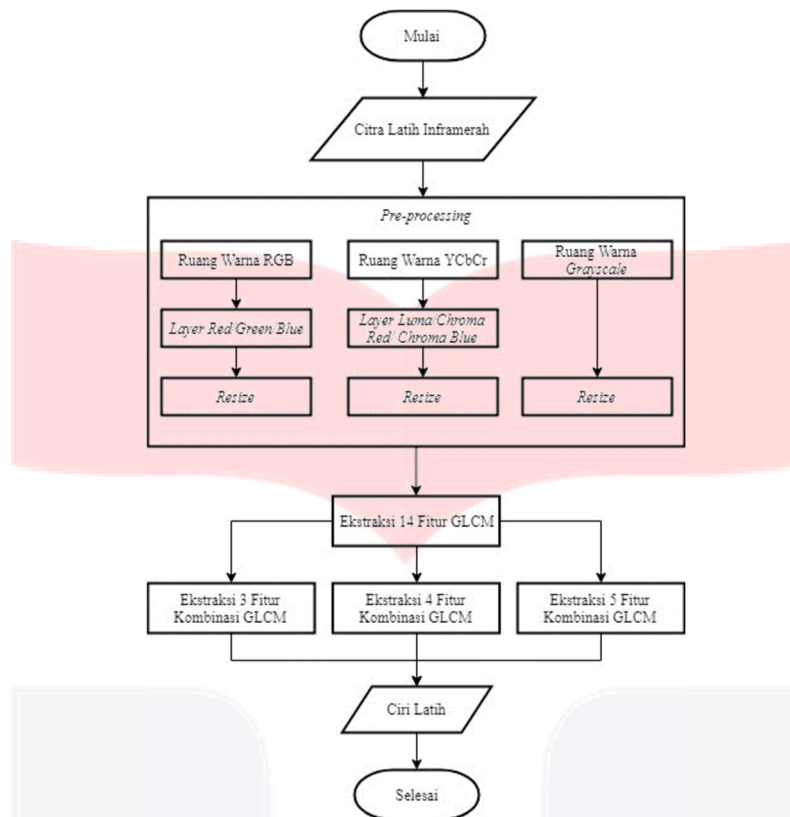 Mulai
Citra Latih Inframerah
Pre-processing
Ruang Warna RGB
Ruang Warna YCbCr
Ruang Warna
Grayscale
Layer Red/Green/Blue
Layer Luma/Chroma
Red/ Chroma Blue
Resize
Resize
Resize
Ekstraksi 14 Fitur GLCM
Ekstraksi 3 Fitur
Kombinasi GLCM
Ekstraksi 4 Fitur
Kombinasi GLCM
Ekstraksi 5 Fitur
Kombinasi GLCM
Ciri Latih
Selesai